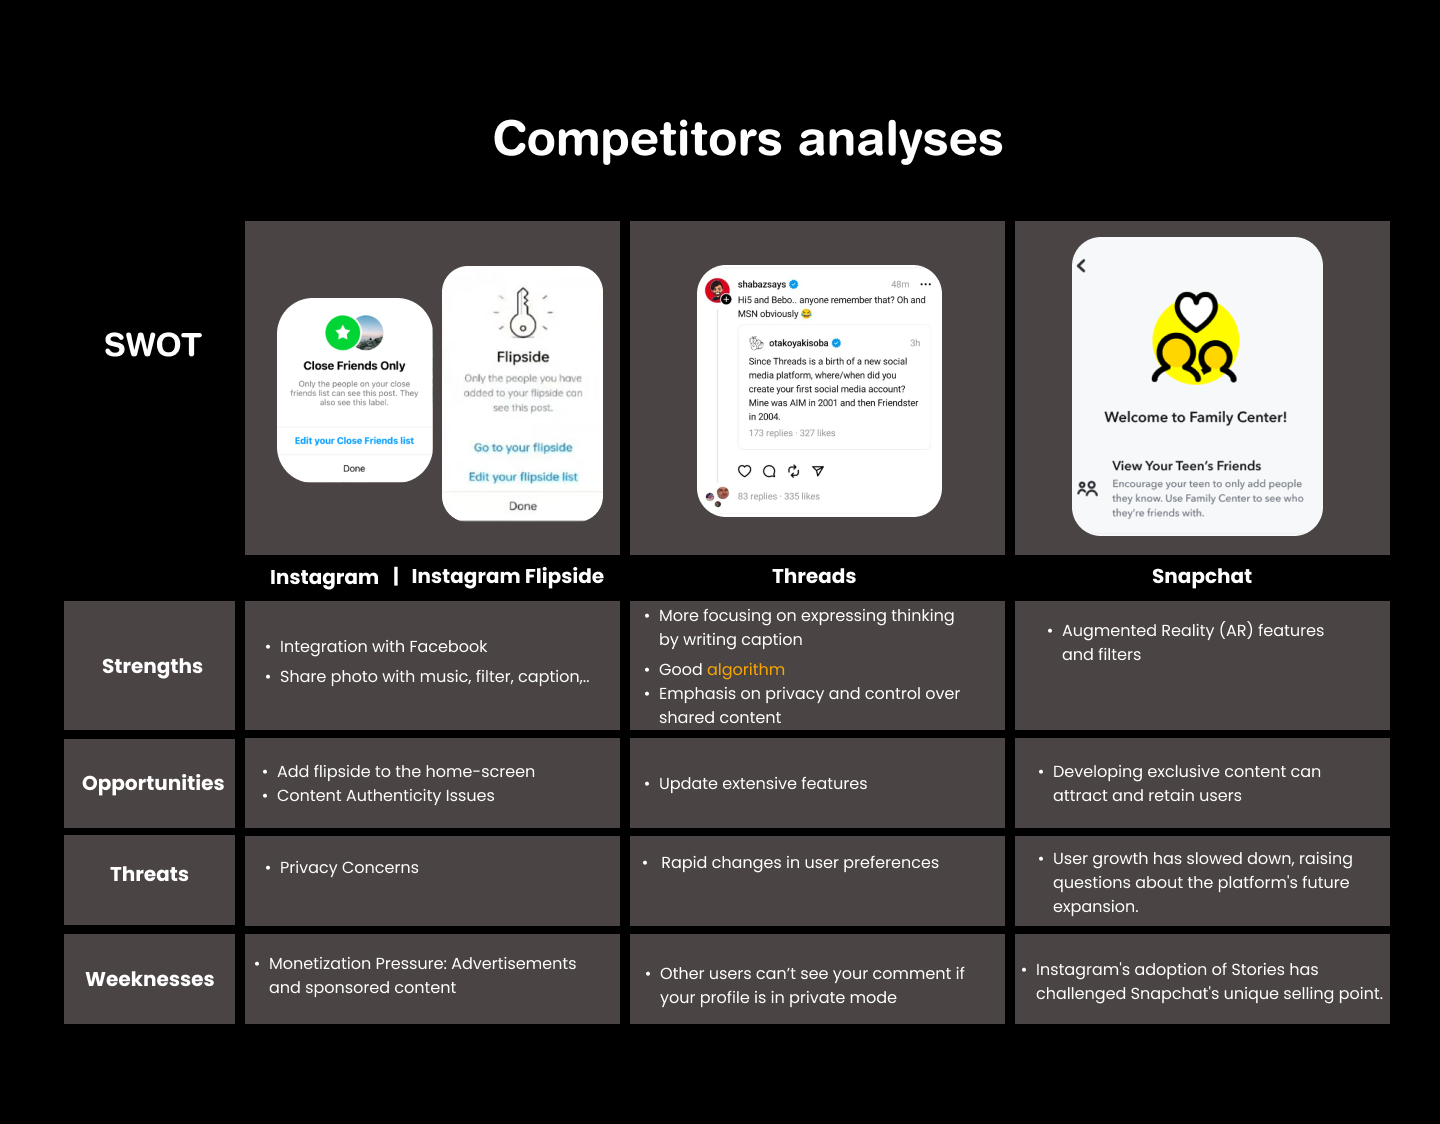 Competitors analyses
SWOT
Close Friends Only
Only the people on your close
friends list can see this post. They
also see this label.
Edit your Close Friends list
Done
Flipside
Only the people you have
added to your flipside can
see this post.
Go to your flipside
Edit your flipside list
Done
shabazsays 48m
Hi5 and Bebo.. anyone remember that? Oh and
MSN obviously 😂
otakoyakisoba 3h
Since Threads is a birth of a new social
media platform, where/when did you
create your first social media account?
Mine was AIM in 2001 and then Friendster
in 2004.
173 replies · 327 likes
83 replies · 335 likes
Welcome to Family Center!
View Your Teen's Friends
Encourage your teen to only add people
they know. Use Family Center to see who
they're friends with.
Instagram | Instagram Flipside
Threads
Snapchat
Strengths
• Integration with Facebook
• Share photo with music, filter, caption,..
• More focusing on expressing thinking
by writing caption
• Good algorithm
• Emphasis on privacy and control over
shared content
• Augmented Reality (AR) features
and filters
Opportunities
• Add flipside to the home-screen
• Content Authenticity Issues
• Update extensive features
• Developing exclusive content can
attract and retain users
Threats
• Privacy Concerns
• Rapid changes in user preferences
• User growth has slowed down, raising
questions about the platform's future
expansion.
Weeknesses
• Monetization Pressure: Advertisements
and sponsored content
• Other users can't see your comment if
your profile is in private mode
• Instagram's adoption of Stories has
challenged Snapchat's unique selling point.